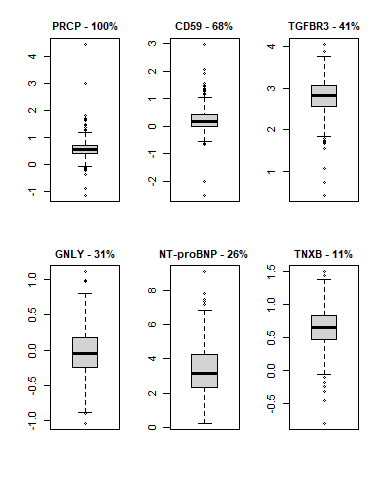 PRCP - 100% CD59 - 68% TGFBR3 - 41%
4 3 2 1 0 -1
3 2 1 0 -1 -2
4 3 2 1
GNLY - 31% NT-proBNP - 26% TNXB - 11%
1.0 0.5 0.0 -0.5 -1.0
8 6 4 2 0
1.5 1.0 0.5 0.0 -0.5